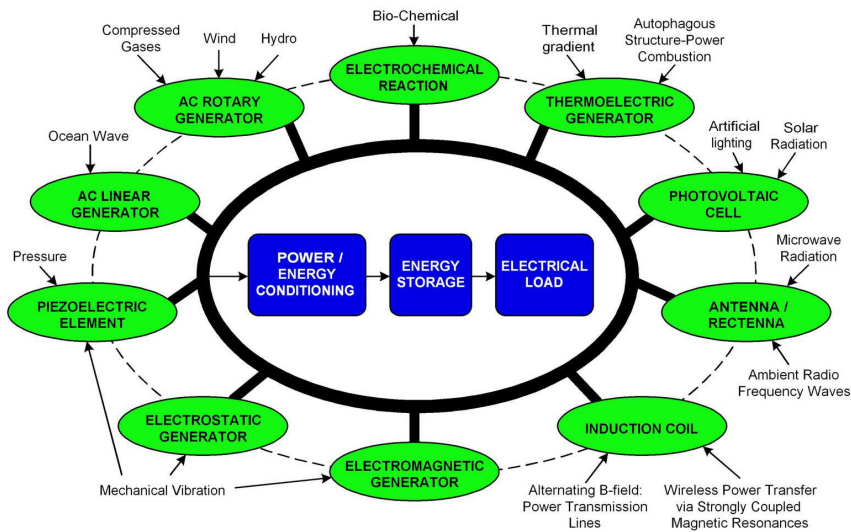 Bio-Chemical
Compressed
Gases
Wind
Hydro
Thermal
gradient
Autophagous
Structure-Power
Combustion
ELECTROCHEMICAL
REACTION
AC ROTARY
GENERATOR
THERMOELECTRIC
GENERATOR
Ocean Wave
Artificial
lighting
Solar
Radiation
AC LINEAR
GENERATOR
PHOTOVOLTAIC
CELL
Pressure
Microwave
Radiation
POWER /
ENERGY
CONDITIONING
ENERGY
STORAGE
ELECTRICAL
LOAD
PIEZOELECTRIC
ELEMENT
ANTENNA /
RECTENNA
Ambient Radio
Frequency Waves
ELECTROSTATIC
GENERATOR
INDUCTION COIL
ELECTROMAGNETIC
GENERATOR
Mechanical Vibration
Alternating B-field:
Power Transmission
Lines
Wireless Power Transfer
via Strongly Coupled
Magnetic Resonances